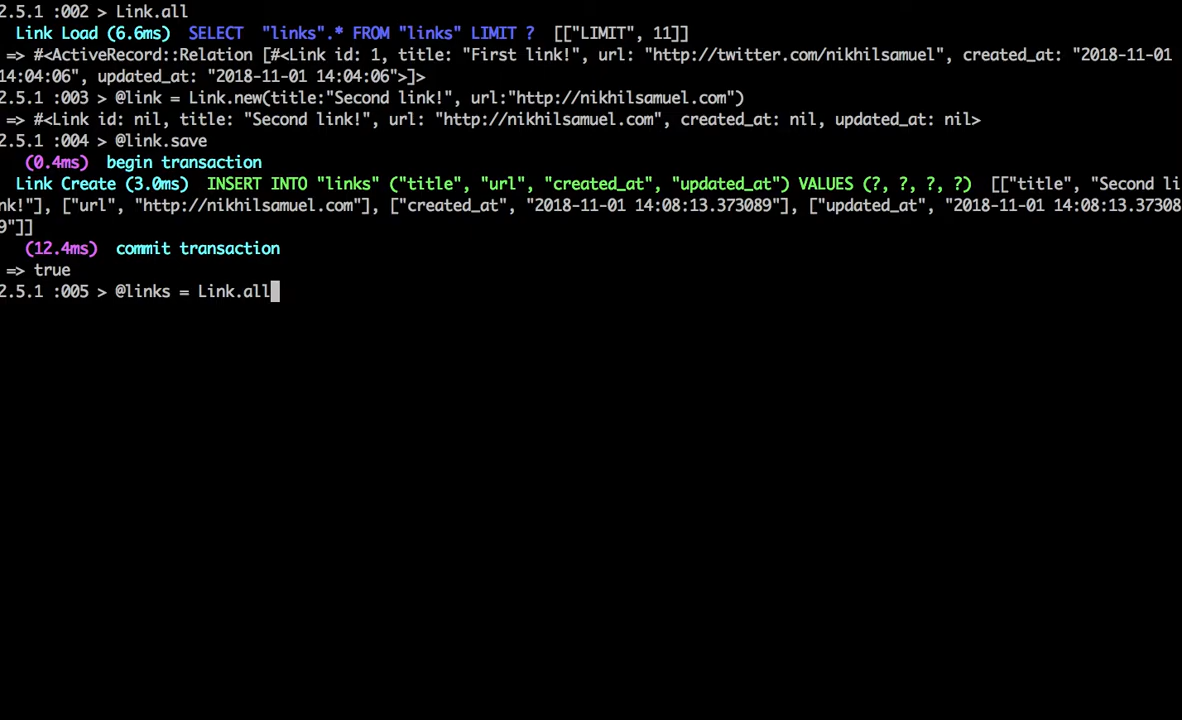 2.5.1 :002 > Link.all
Link Load (6.6ms)  SELECT  "links".* FROM "links" LIMIT ?  [["LIMIT", 11]]
=> #<ActiveRecord::Relation [#<Link id: 1, title: "First link!", url: "http://twitter.com/nikhilsamuel", created_at: "2018-11-01
14:04:06", updated_at: "2018-11-01 14:04:06">]>
2.5.1 :003 > @link = Link.new(title:"Second link!", url:"http://nikhilsamuel.com")
=> #<Link id: nil, title: "Second link!", url: "http://nikhilsamuel.com", created_at: nil, updated_at: nil>
2.5.1 :004 > @link.save
(0.4ms)  begin transaction
Link Create (3.0ms)  INSERT INTO "links" ("title", "url", "created_at", "updated_at") VALUES (?, ?, ?, ?)  [["title", "Second li
nk!"], ["url", "http://nikhilsamuel.com"], ["created_at", "2018-11-01 14:08:13.373089"], ["updated_at", "2018-11-01 14:08:13.37308
9"]]
(12.4ms)  commit transaction
=> true
2.5.1 :005 > @links = Link.all